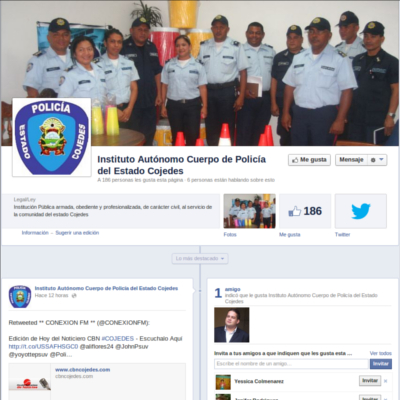 POLICÍA
ESTADO
COJEDES
Instituto Autónomo Cuerpo de Policía
del Estado Cojedes
A 186 personas les gusta esta página · 5 personas están hablando sobre esto
Me gusta
Mensaje
Legal/Ley
Institución Pública armada, obediente y profesionalizada, de carácter civil, al servicio de
la comunidad del estado Cojedes
186
Información - Sugerir una edición
Fotos
Me gusta
Twitter
Lo más destacado
Instituto Autónomo Cuerpo de Policía del Estado Cojedes
Hace 12 horas
Retweeted ** CONEXION FM ** (@CONEXIONFM):
Edición de Hoy del Noticiero CBN #COJEDES - Escuchalo Aquí
http://t.co/USSAFHSGC0 @aliflores24 @JohnPsuv
@yoyottepsuv @Poli…
www.cbncojedes.com
cbncojedes.com
1 amigo
indicó que le gusta Instituto Autónomo Cuerpo de Policía del Estado
Cojedes
Invita a tus amigos a que indiquen que les gusta esta ...
Ver todos
Escribe el nombre de un amigo...
Invitar
Yessica Colmenarez
Invitar
Invitar